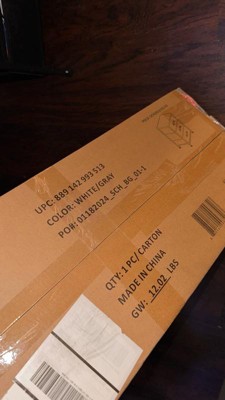 UPC: 889 142 993 513
COLOR: WHITE/GRAY
PO#: 01182024_SCH_BG_01-1
QTY: 1 PC/ CARTON
MADE IN CHINA
GW: 12.02 LBS